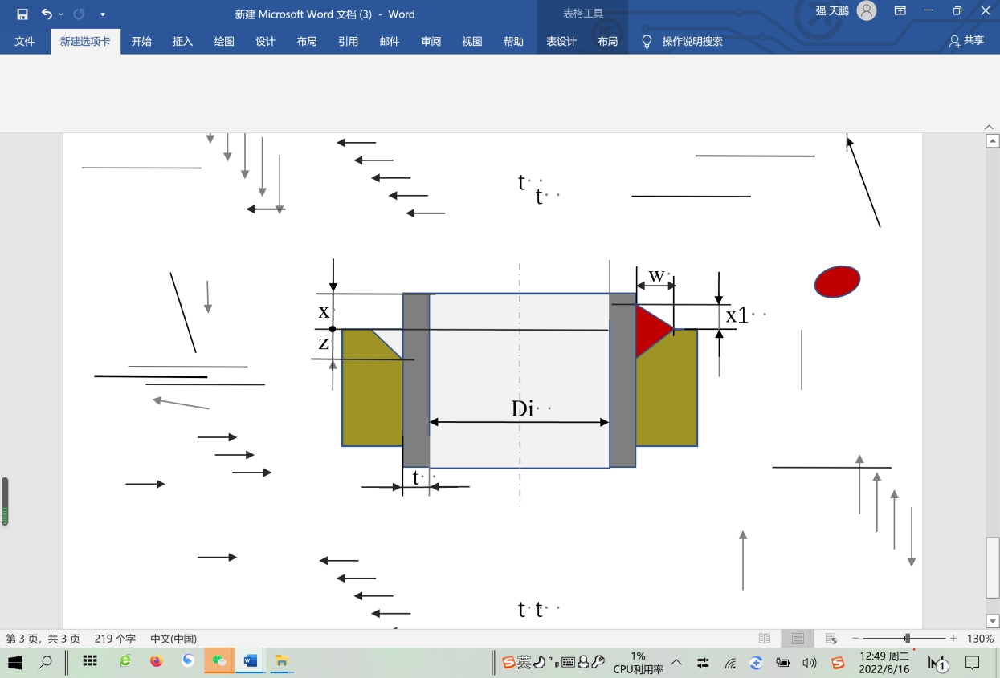 新建 Microsoft Word 文档 (3) - Word
表格工具
强 天鹏
文件 新建选项卡 开始 插入 绘图 设计 布局 引用 邮件 审阅 视图 帮助 表设计 布局 操作说明搜索 共享
t
t
w
x
x1
z
Di
t
t t
第 3 页，共 3 页 219 个字 中文(中国) 130%
英
1%
CPU利用率
12:49 周二
2022/8/16
1